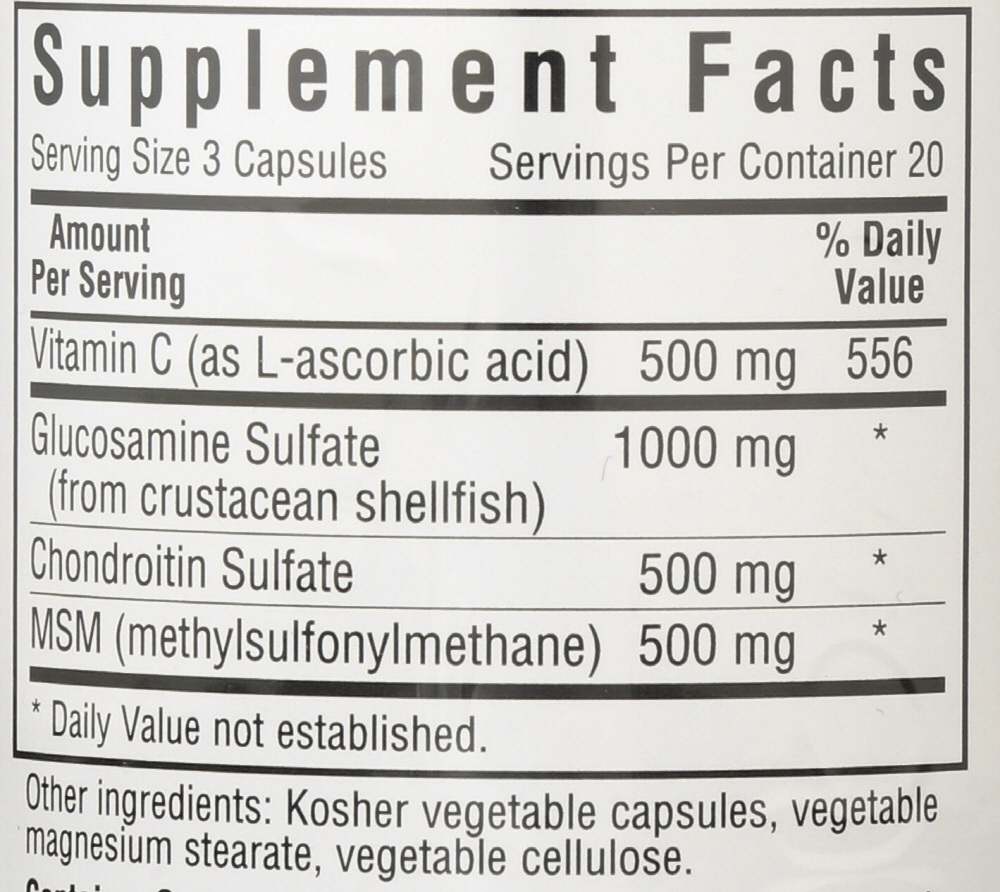 Supplement Facts
Serving Size 3 Capsules Servings Per Container 20
Amount % Daily
Per Serving Value
Vitamin C (as L-ascorbic acid) 500 mg 556
Glucosamine Sulfate 1000 mg *
(from crustacean shellfish)
Chondroitin Sulfate 500 mg *
MSM (methylsulfonylmethane) 500 mg *
* Daily Value not established.
Other ingredients: Kosher vegetable capsules, vegetable
magnesium stearate, vegetable cellulose.